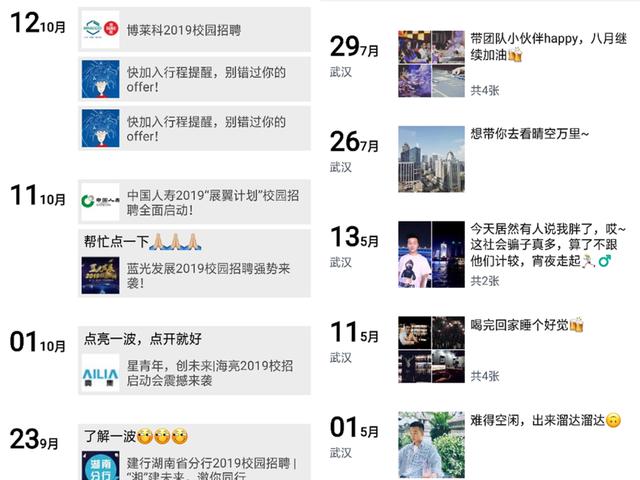 12 10月
博莱科2019校园招聘
快加入行程提醒，别错过你的
offer！
快加入行程提醒，别错过你的
offer！
11 10月
中国人寿
中国人寿2019“展翼计划”校园招
聘全面启动！
帮忙点一下🙏🏻🙏🏻🙏🏻
蓝光发展2019校园招聘强势来
袭！
01 10月
点亮一波，点开就好
AILIA
星青年，创未来|海亮2019校招
启动会震撼来袭
23 9月
了解一波
湖南
分行
建行湖南省分行2019校园招聘 |
“湘”建未来，邀你同行
29 7月
武汉
带团队小伙伴happy，八月继
续加油🍻
共4张
26 7月
武汉
想带你去看晴空万里~
13 5月
武汉
今天居然有人说我胖了，哎~
这社会骗子真多，算了不跟
他们计较，宵夜走起
共2张
11 5月
武汉
喝完回家睡个好觉🍻
共4张
01 5月
武汉
难得空闲，出来溜达溜达🙃